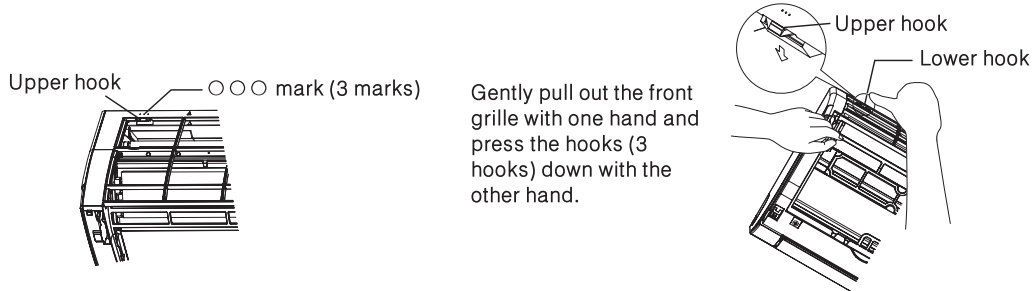 Upper hook
○○○ mark (3 marks)
Gently pull out the front
grille with one hand and
press the hooks (3
hooks) down with the
other hand.
Upper hook
Lower hook